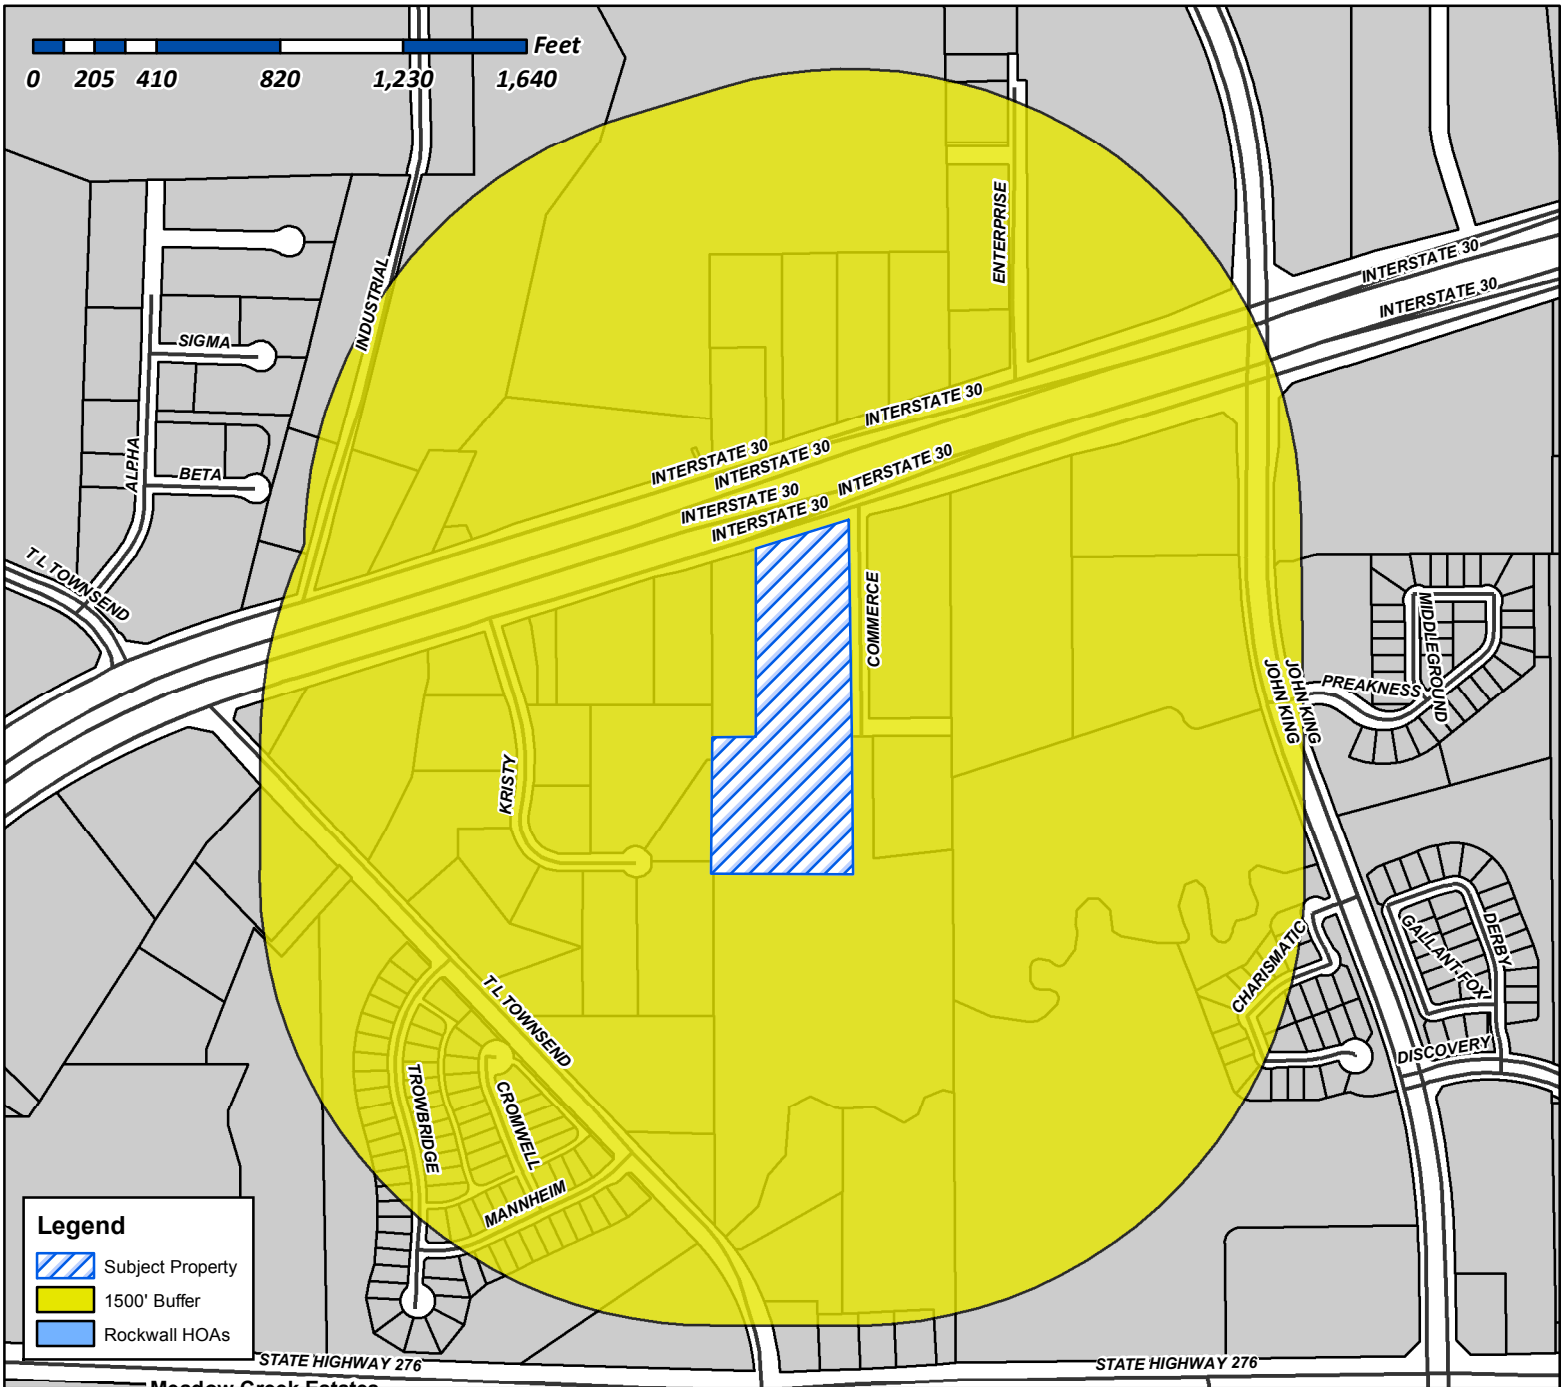 Feet
0 205 410 820 1,230 1,640
ENTERPRISE
INDUSTRIAL
INTERSTATE 30
INTERSTATE 30
SIGMA
INTERSTATE 30
ALPHA
BETA
INTERSTATE 30
INTERSTATE 30
INTERSTATE 30
INTERSTATE 30
INTERSTATE 30
T L TOWNSEND
COMMERCE
MIDDLEGROUND
PREAKNESS
JOHN KING
JOHN KING
KRISTY
CHARISMATIC
GALLANT FOX
DERBY
T L TOWNSEND
DISCOVERY
TROWBRIDGE
CROMWELL
MANNHEIM
Legend
Subject Property
1500' Buffer
Rockwall HOAs
STATE HIGHWAY 276
STATE HIGHWAY 276
Meadow Creek Estates